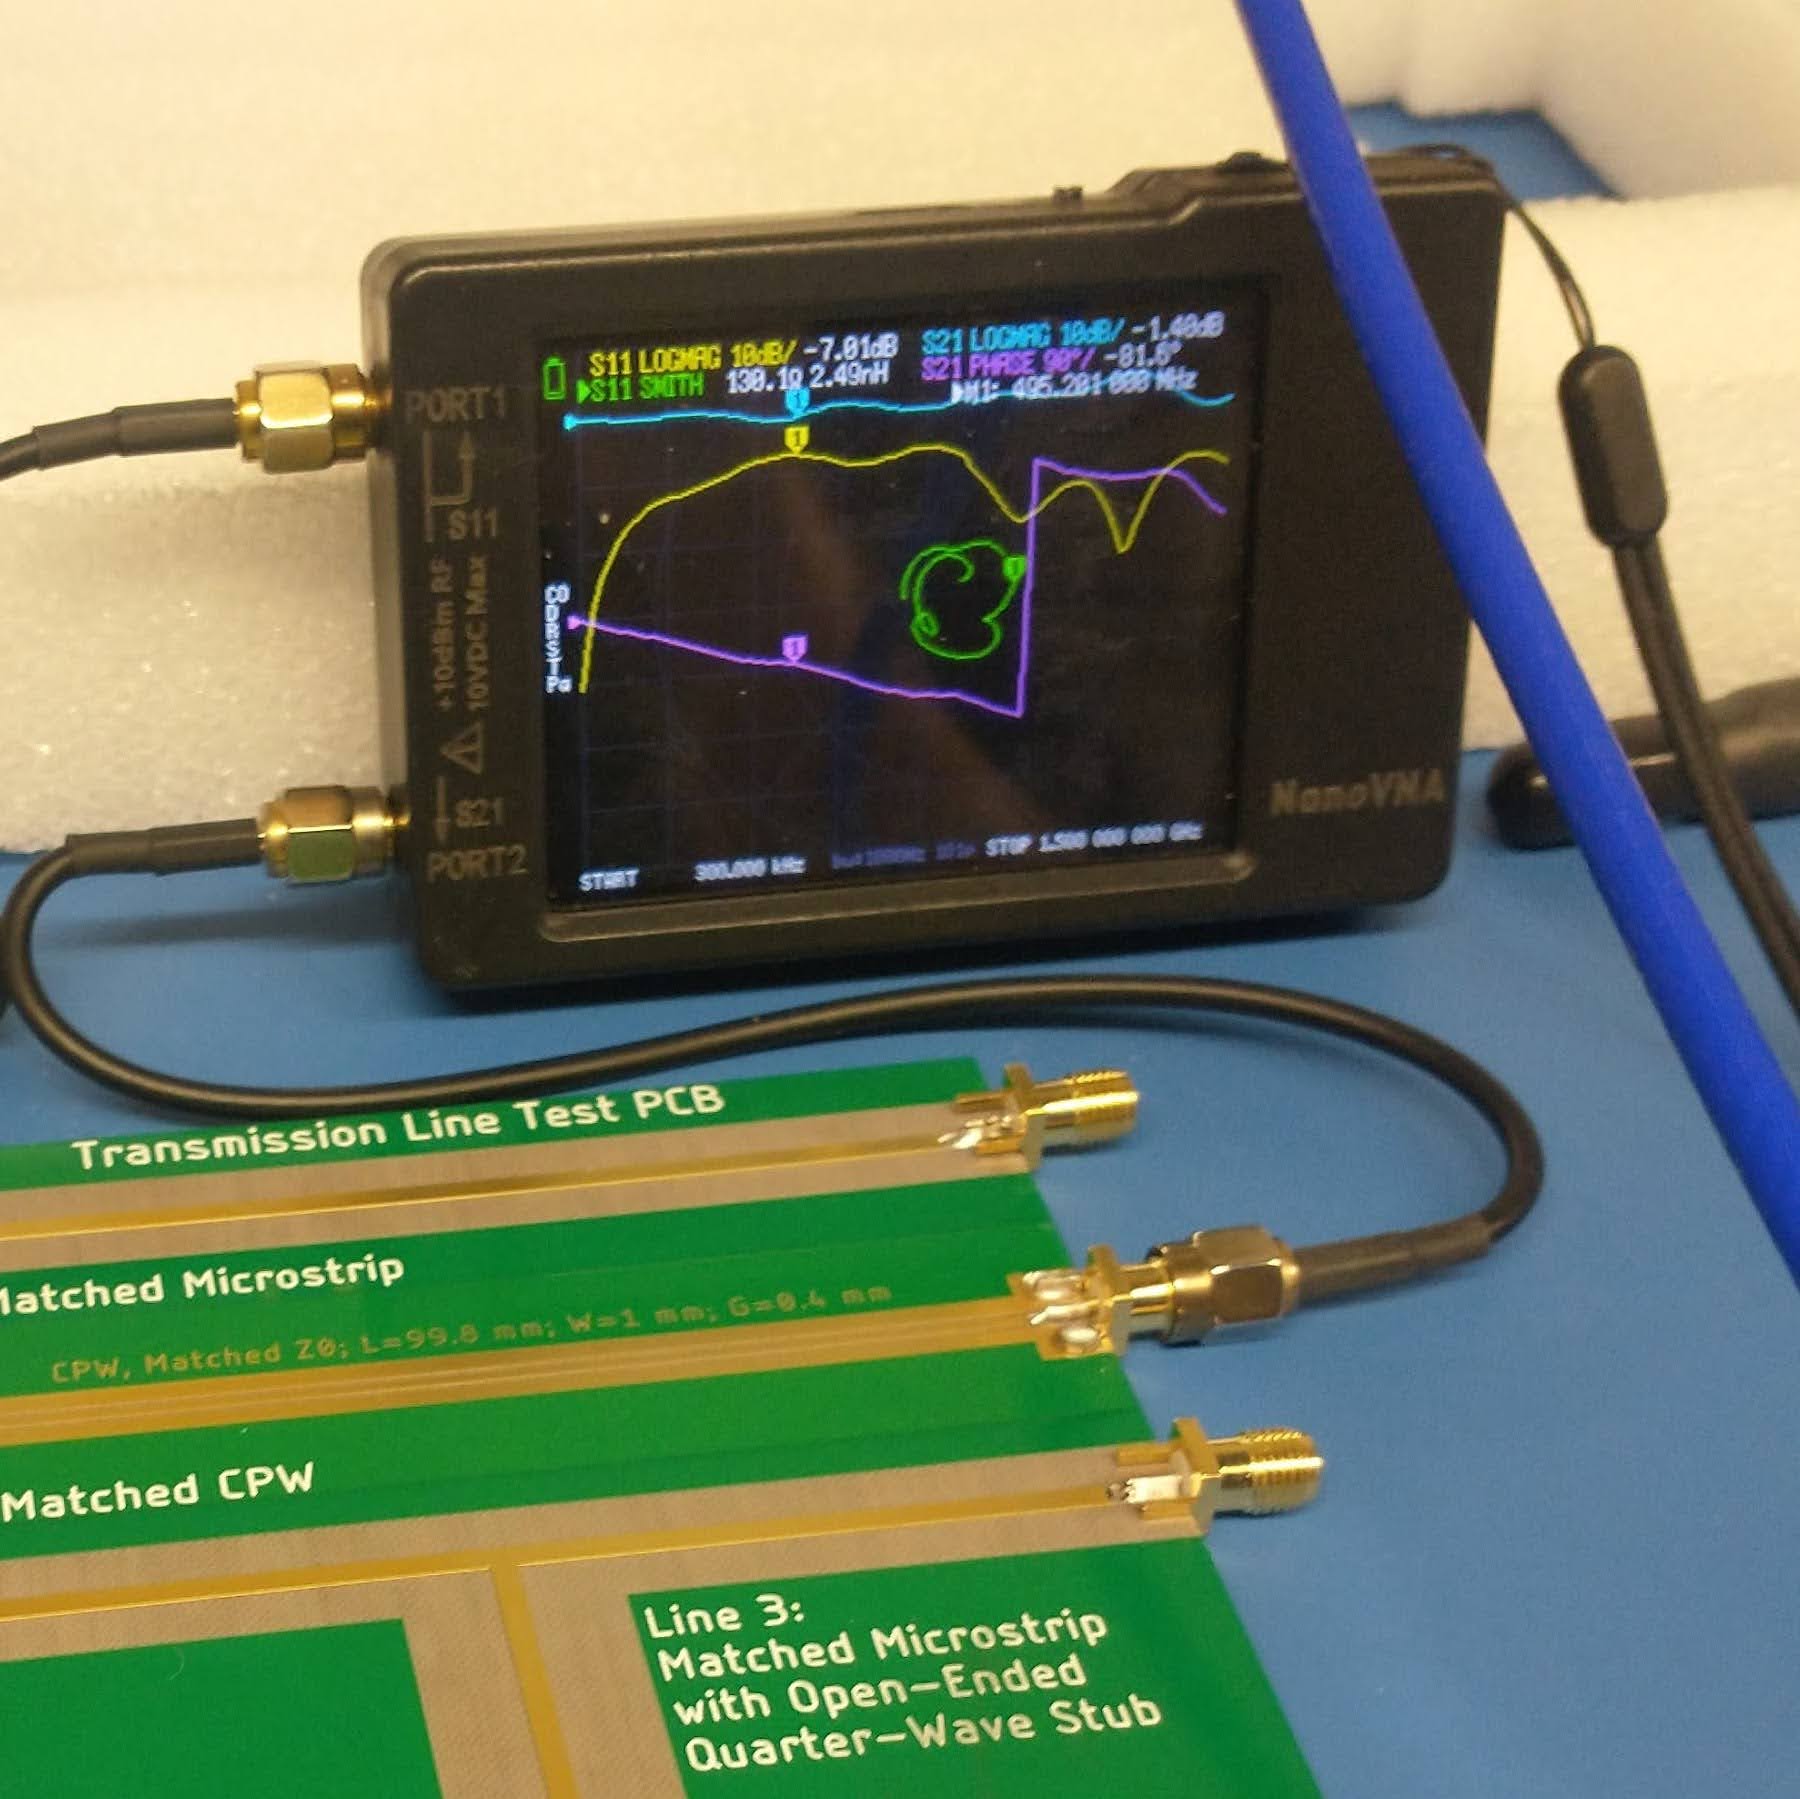 S11 LOGMAG 10dB/ -7.01dB
S21 LOGMAG 10dB/ -1.40dB
S11 SMITH 130.1Ω 2.49nH
S21 PHASE 90°/ -81.6°
M1: 495.201 000 MHz
PORT1
S11
+10dBm RF
10VDC Max
S21
PORT2
C0
D
R
S
T
P0
START 300.000 kHz
STOP 1.500 000 000 GHz
NanoVNA
Transmission Line Test PCB
Matched Microstrip
CPW, Matched Z0; L=99.8 mm; W=1 mm; G=0.4 mm
Matched CPW
Line 3:
Matched Microstrip
with Open-Ended
Quarter-Wave Stub